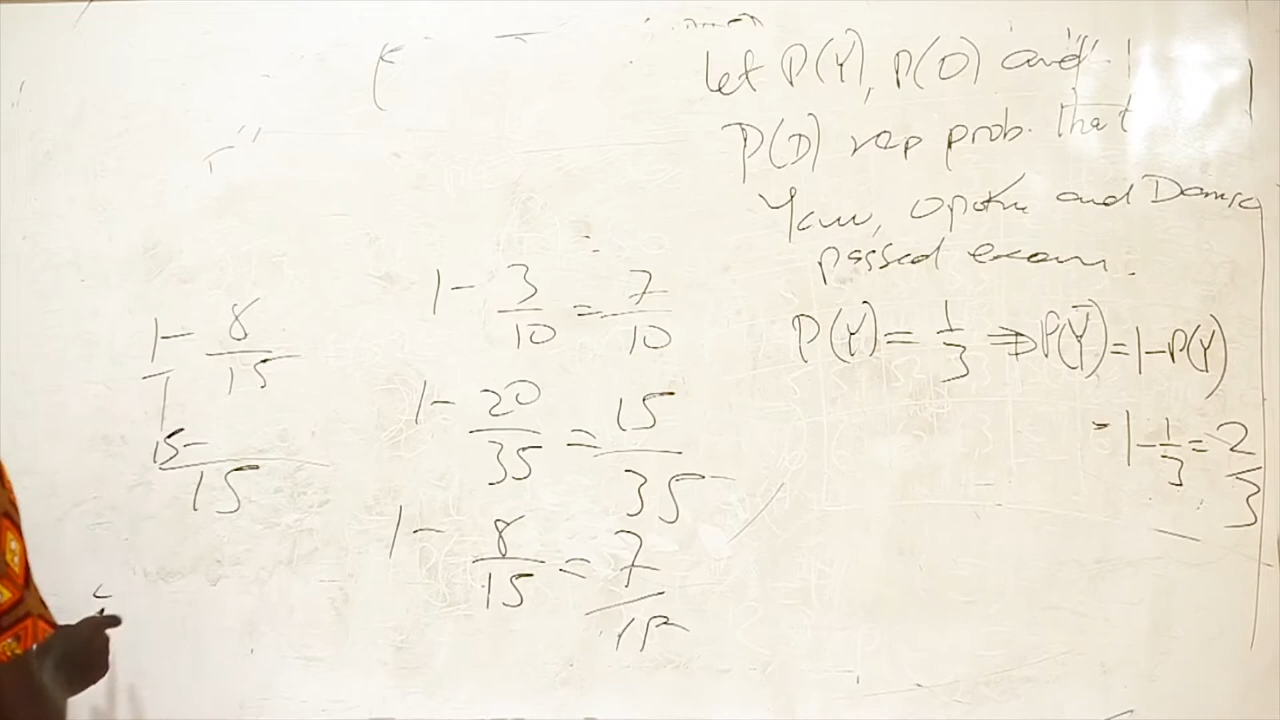 let P(Y), P(O) and
P(D) rep prob. that
Yaw, Opoku and
passed exam.
P(Y) = 1/3 ⇒ P(Ȳ) = 1 - P(Y)
= 1 - 1/3 = 2/3
1 - 3/10 = 7/10
1 - 20/35 = 15/35
1 - 8/15 = 7/15
1/1 - 8/15
15 - /15